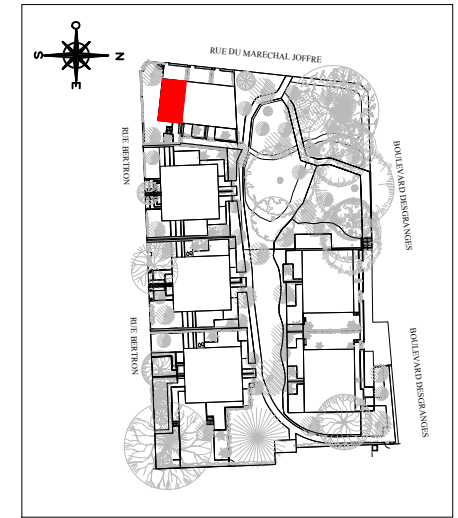 O
S
N
E
RUE DU MARECHAL JOFFRE
RUE BERTRON
BOULEVARD DESGRANGES
RUE BERTRON
BOULEVARD DESGRANGES